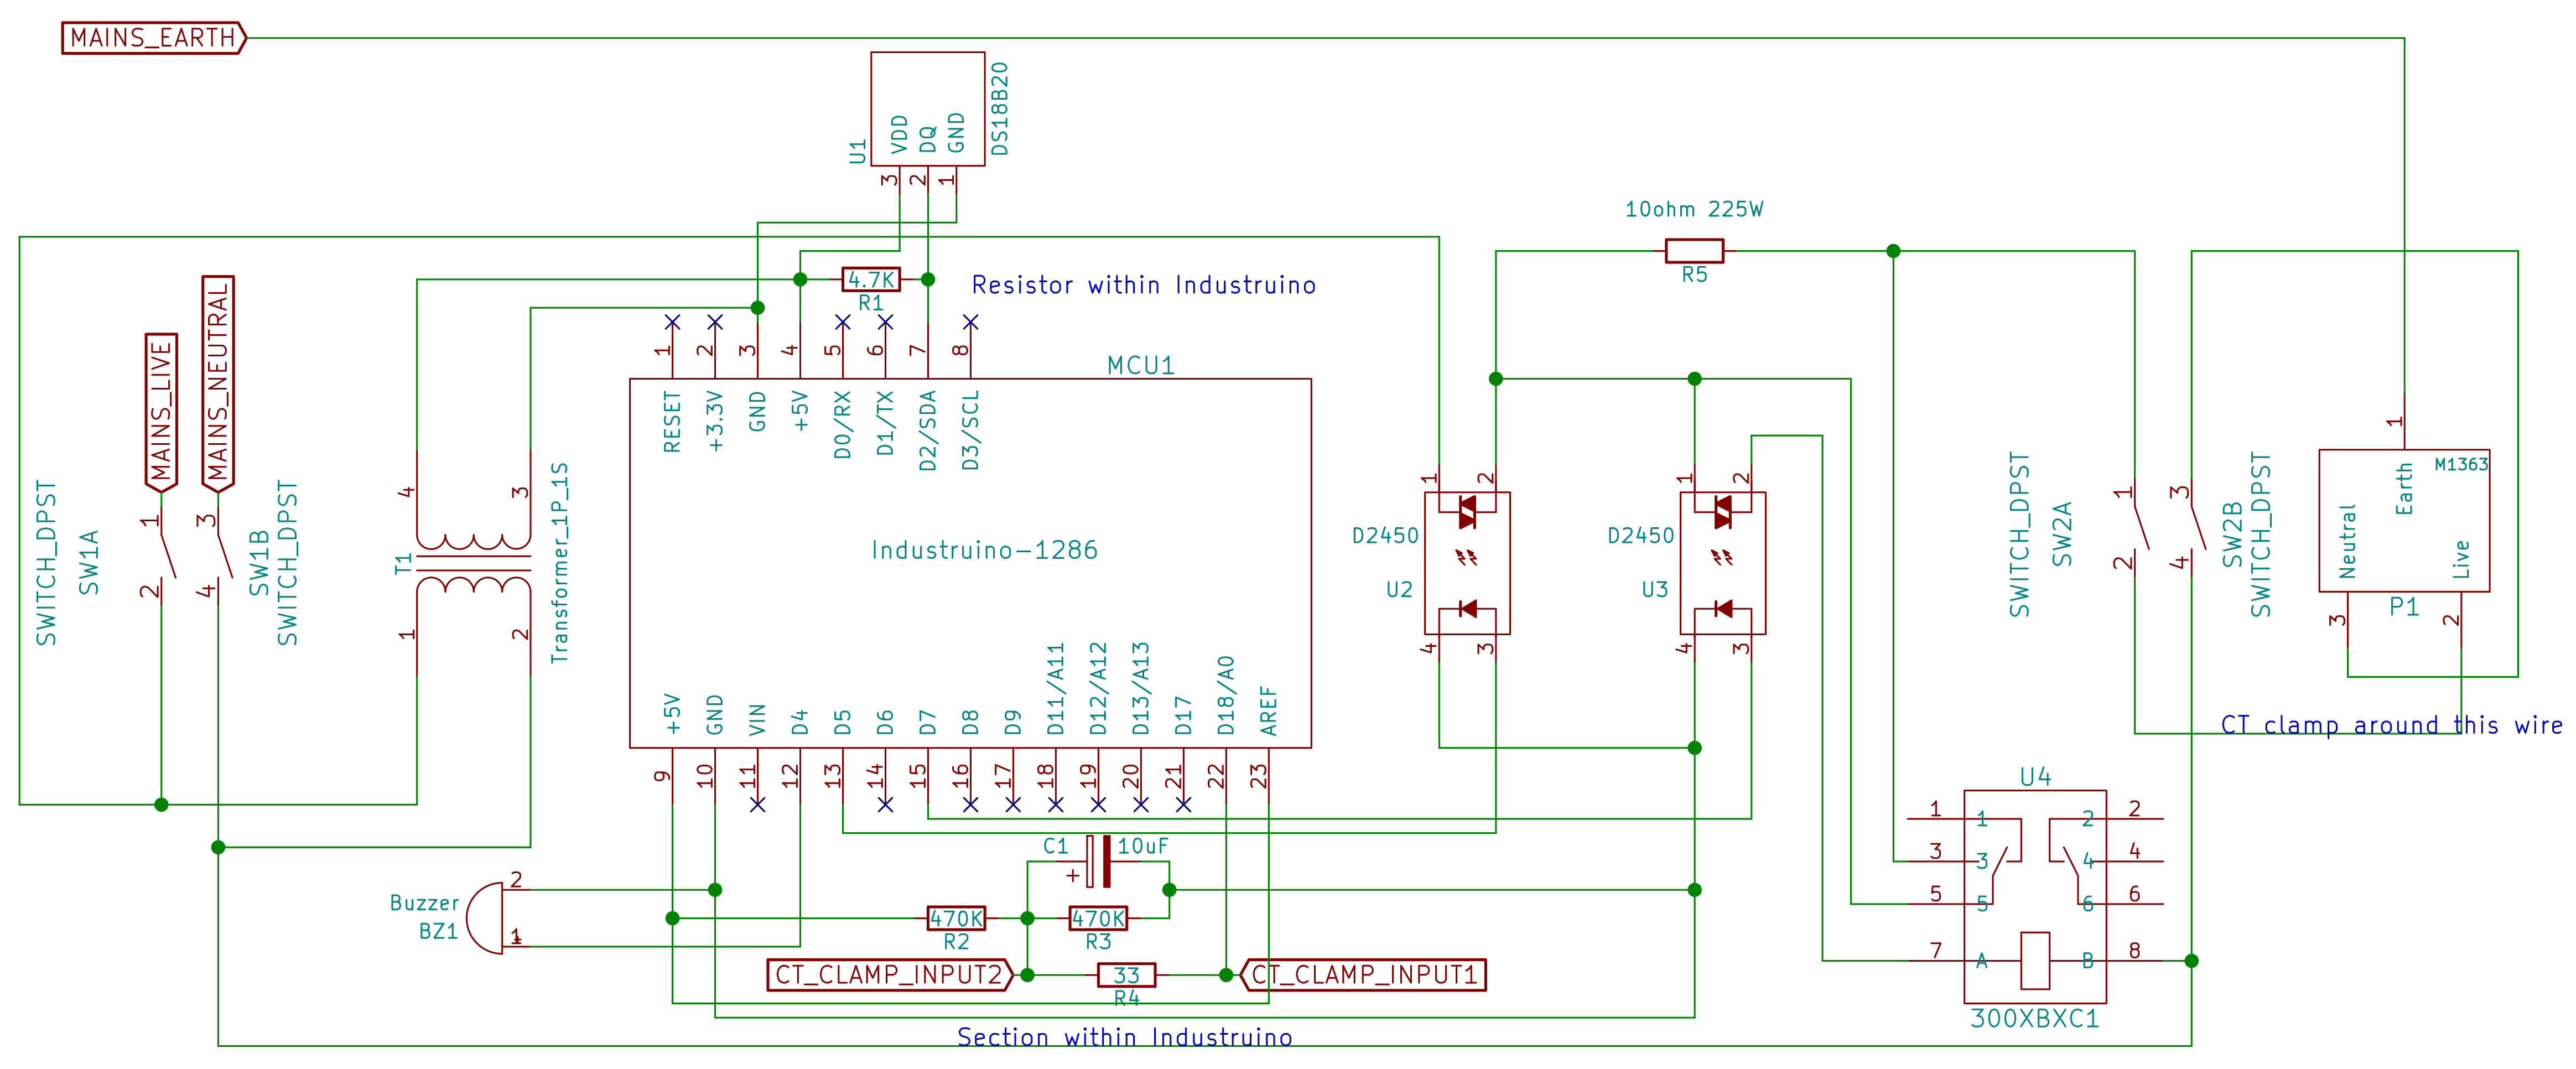 MAINS_EARTH
U1
VDD
DQ
GND
DS18B20
3
2
1
10ohm 225W
R5
4.7K
R1
Resistor within Industruino
MAINS_LIVE
MAINS_NEUTRAL
SWITCH_DPST
SW1A
1
2
3
4
SW1B
SWITCH_DPST
T1
4
3
1
2
Transformer_1P_1S
MCU1
Industruino-1286
1
2
3
4
5
6
7
8
RESET
+3.3V
GND
+5V
D0/RX
D1/TX
D2/SDA
D3/SCL
+5V
GND
VIN
D4
D5
D6
D7
D8
D9
D11/A11
D12/A12
D13/A13
D17
D18/A0
AREF
9
10
11
12
13
14
15
16
17
18
19
20
21
22
23
1
2
D2450
U2
4
3
1
2
D2450
U3
4
3
SWITCH_DPST
SW2A
1
2
3
4
SW2B
SWITCH_DPST
1
M1363
Earth
Neutral
Live
P1
3
2
CT clamp around this wire
U4
1
3
5
7
1
3
5
A
2
4
6
B
2
4
6
8
300XBXC1
Buzzer
BZ1
2
1
C1
10uF
+
470K
R2
470K
R3
CT_CLAMP_INPUT2
33
R4
CT_CLAMP_INPUT1
Section within Industruino